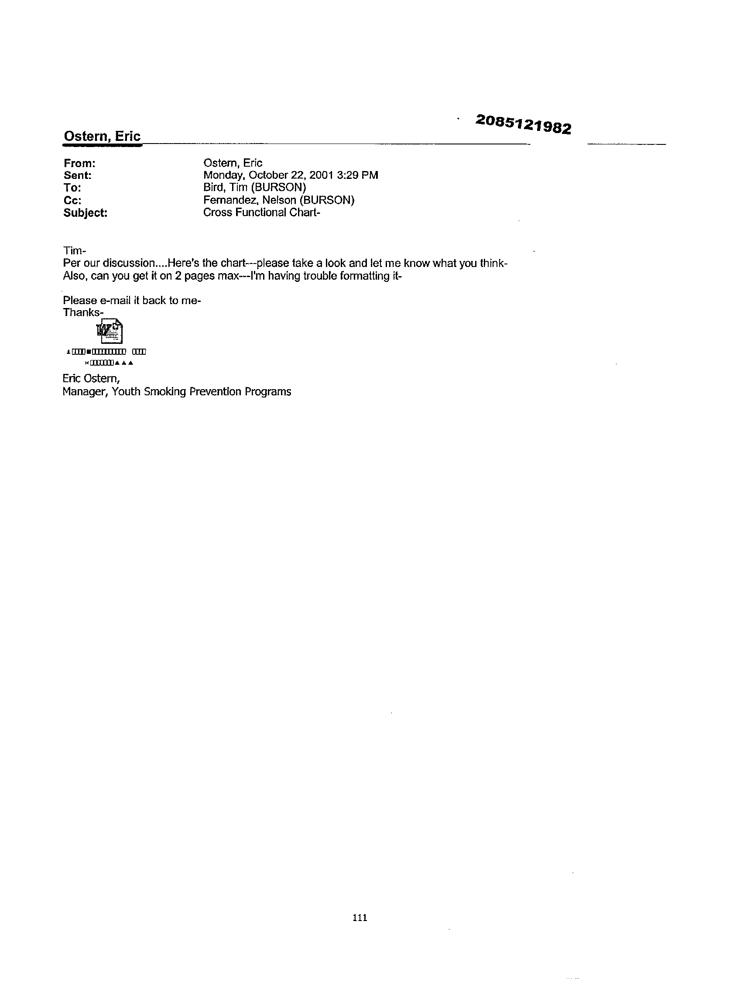 2085121982
Ostern, Eric
From: Ostern, Eric
Sent: Monday, October 22, 2001 3:29 PM
To: Bird, Tim (BURSON)
Cc: Fernandez, Nelson (BURSON)
Subject: Cross Functional Chart-
Tim-
Per our discussion....Here's the chart---please take a look and let me know what you think-
Also, can you get it on 2 pages max---I'm having trouble formatting it-
Please e-mail it back to me-
Thanks-
Eric Ostern,
Manager, Youth Smoking Prevention Programs
111